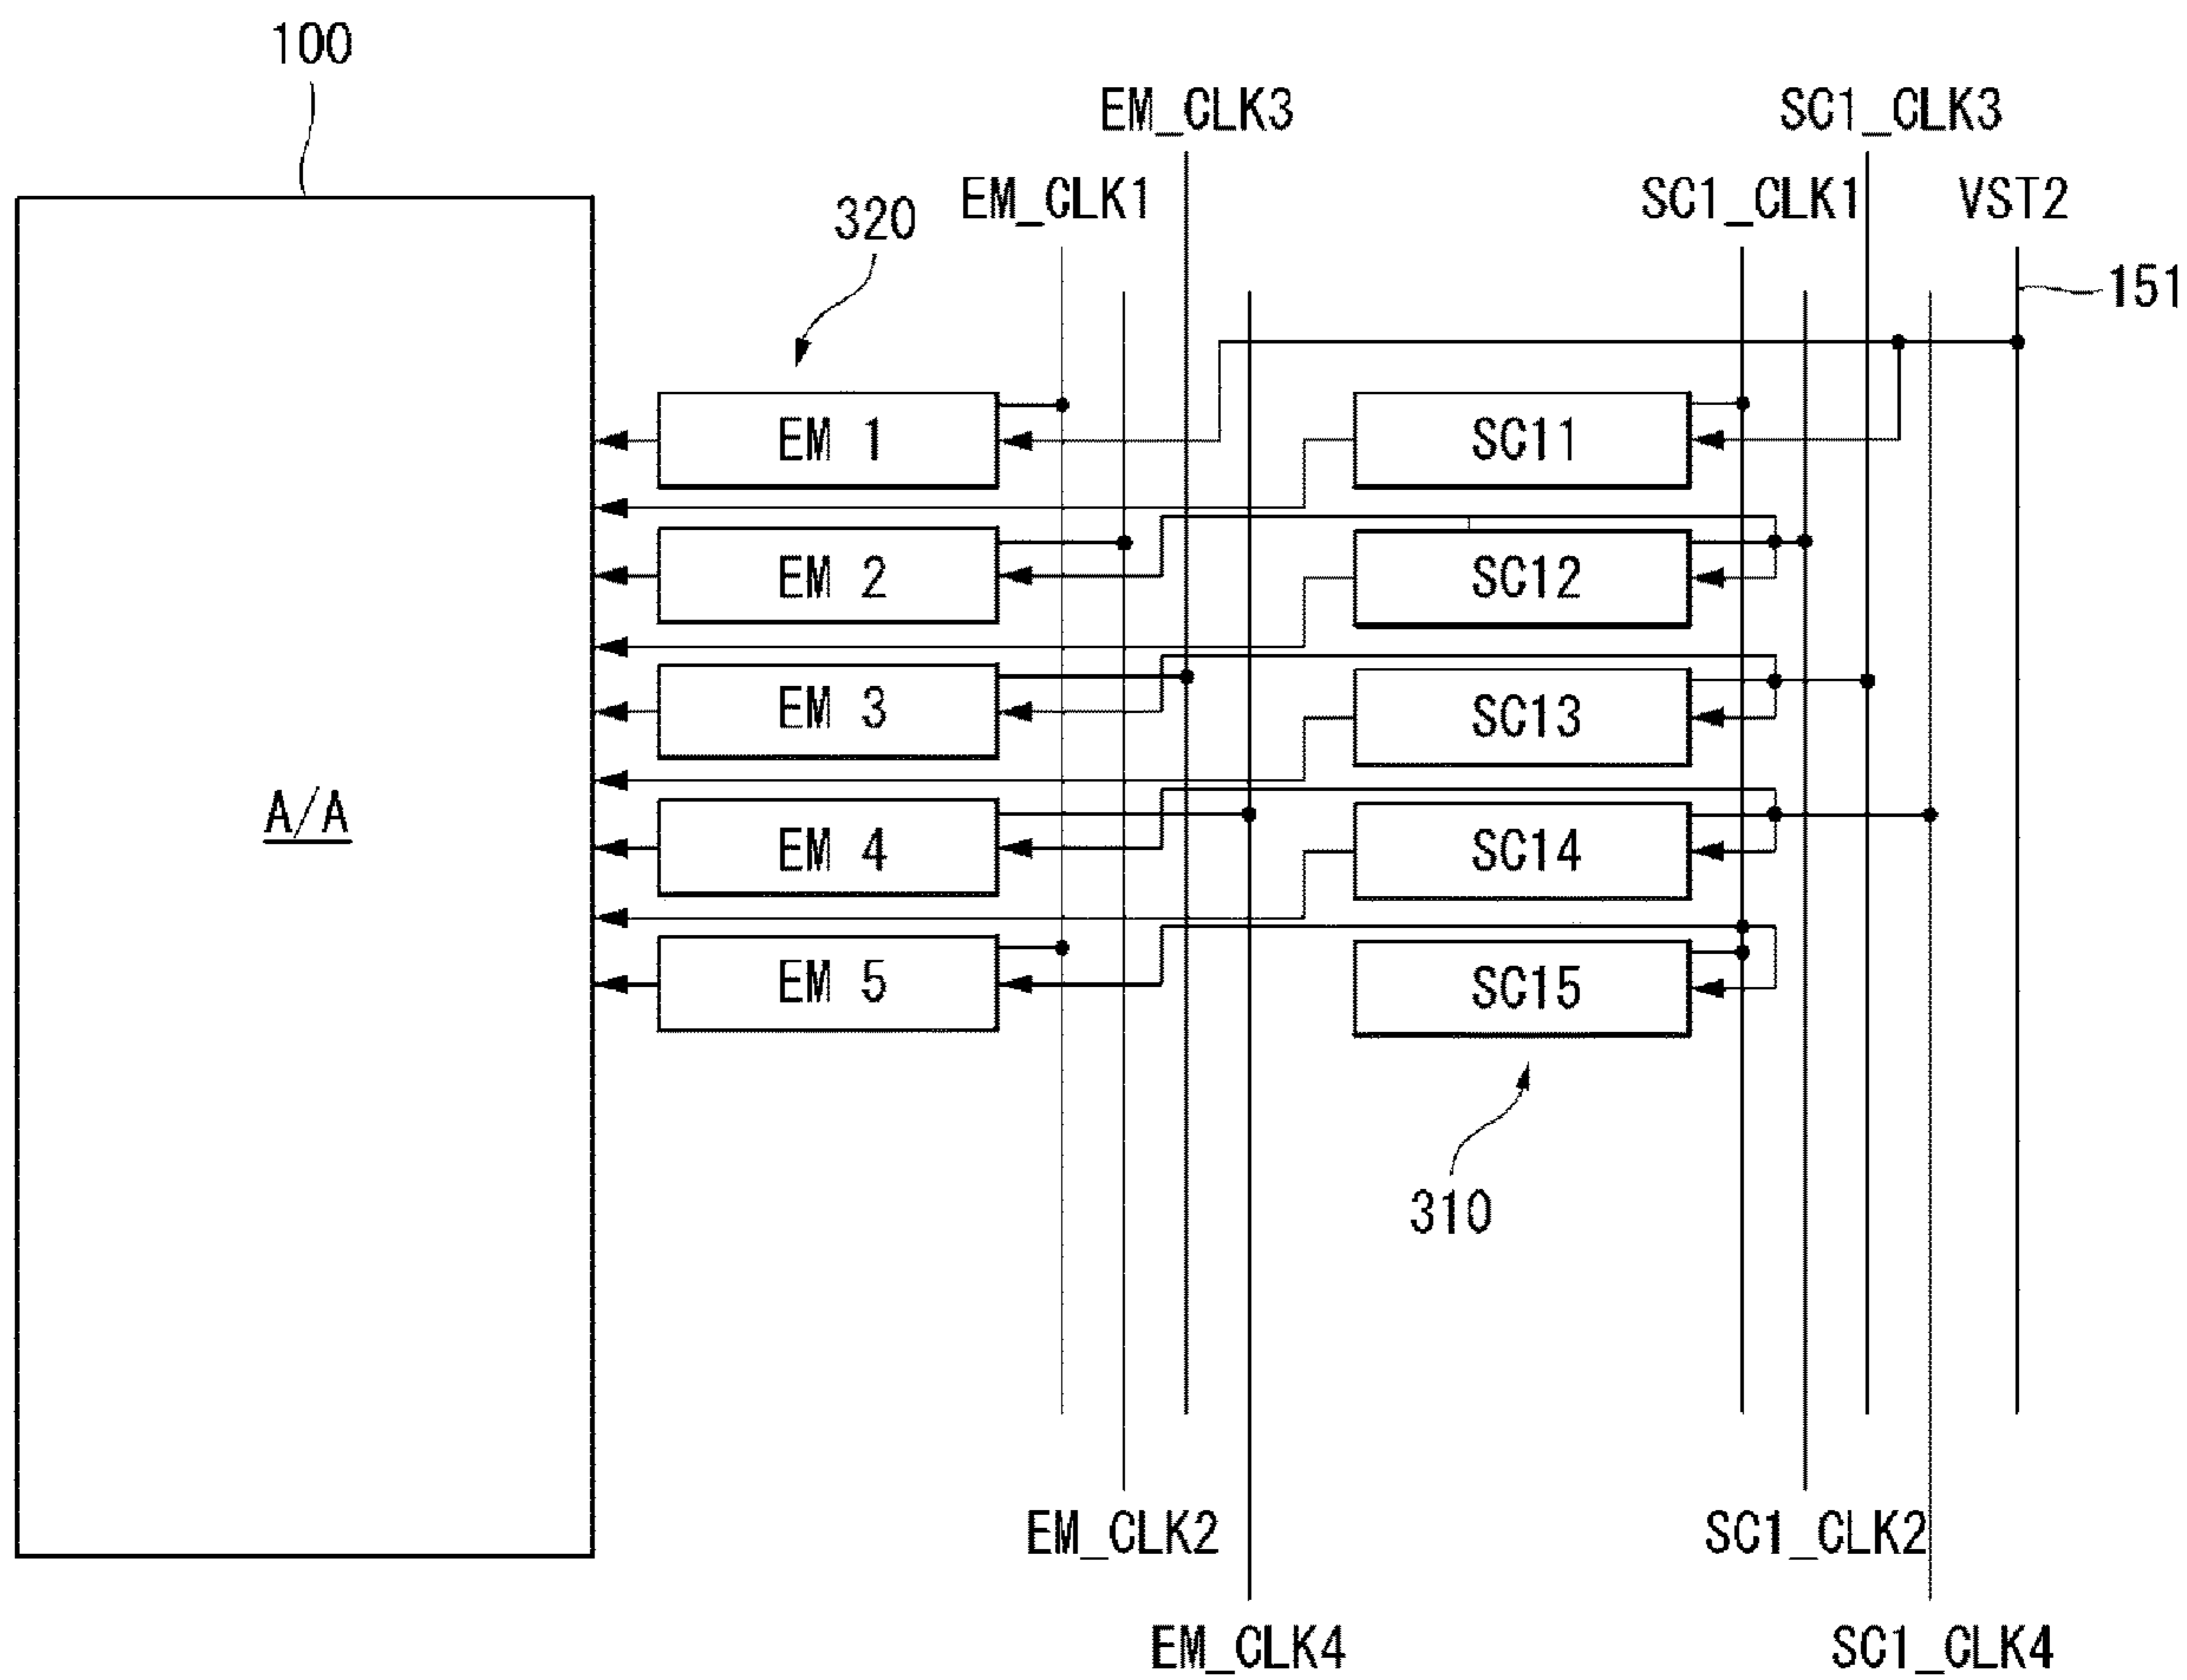 100
EM_CLK3
SC1_CLK3
EM_CLK1
SC1_CLK1
VST2
320
151
EM 1
SC11
EM 2
SC12
EM 3
SC13
A/A
EM 4
SC14
EM 5
SC15
310
EM_CLK2
SC1_CLK2
EM_CLK4
SC1_CLK4